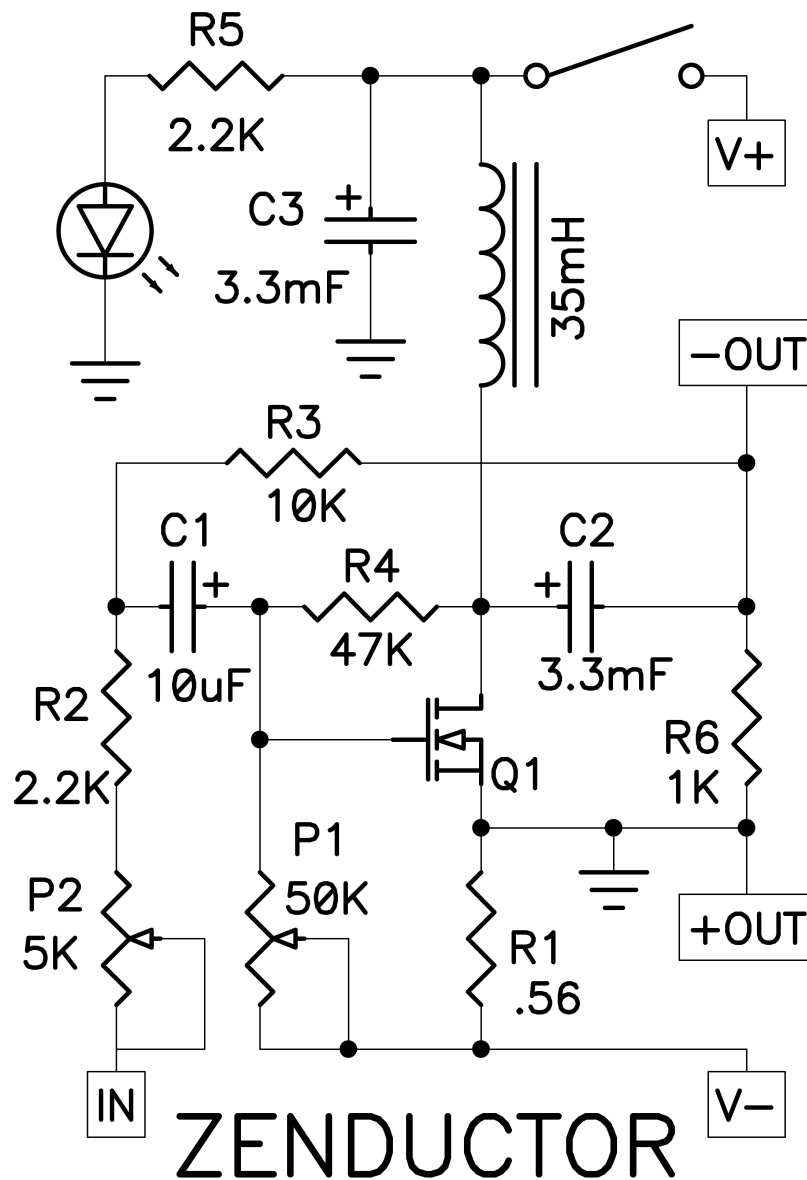 R5
2.2K
V+
C3
+
3.3mF
35mH
-OUT
R3
10K
C1
+
R4
C2
+
47K
10uF
3.3mF
R2
2.2K
R6
1K
Q1
P1
50K
P2
5K
+OUT
R1
.56
IN
V-
ZENDUCTOR